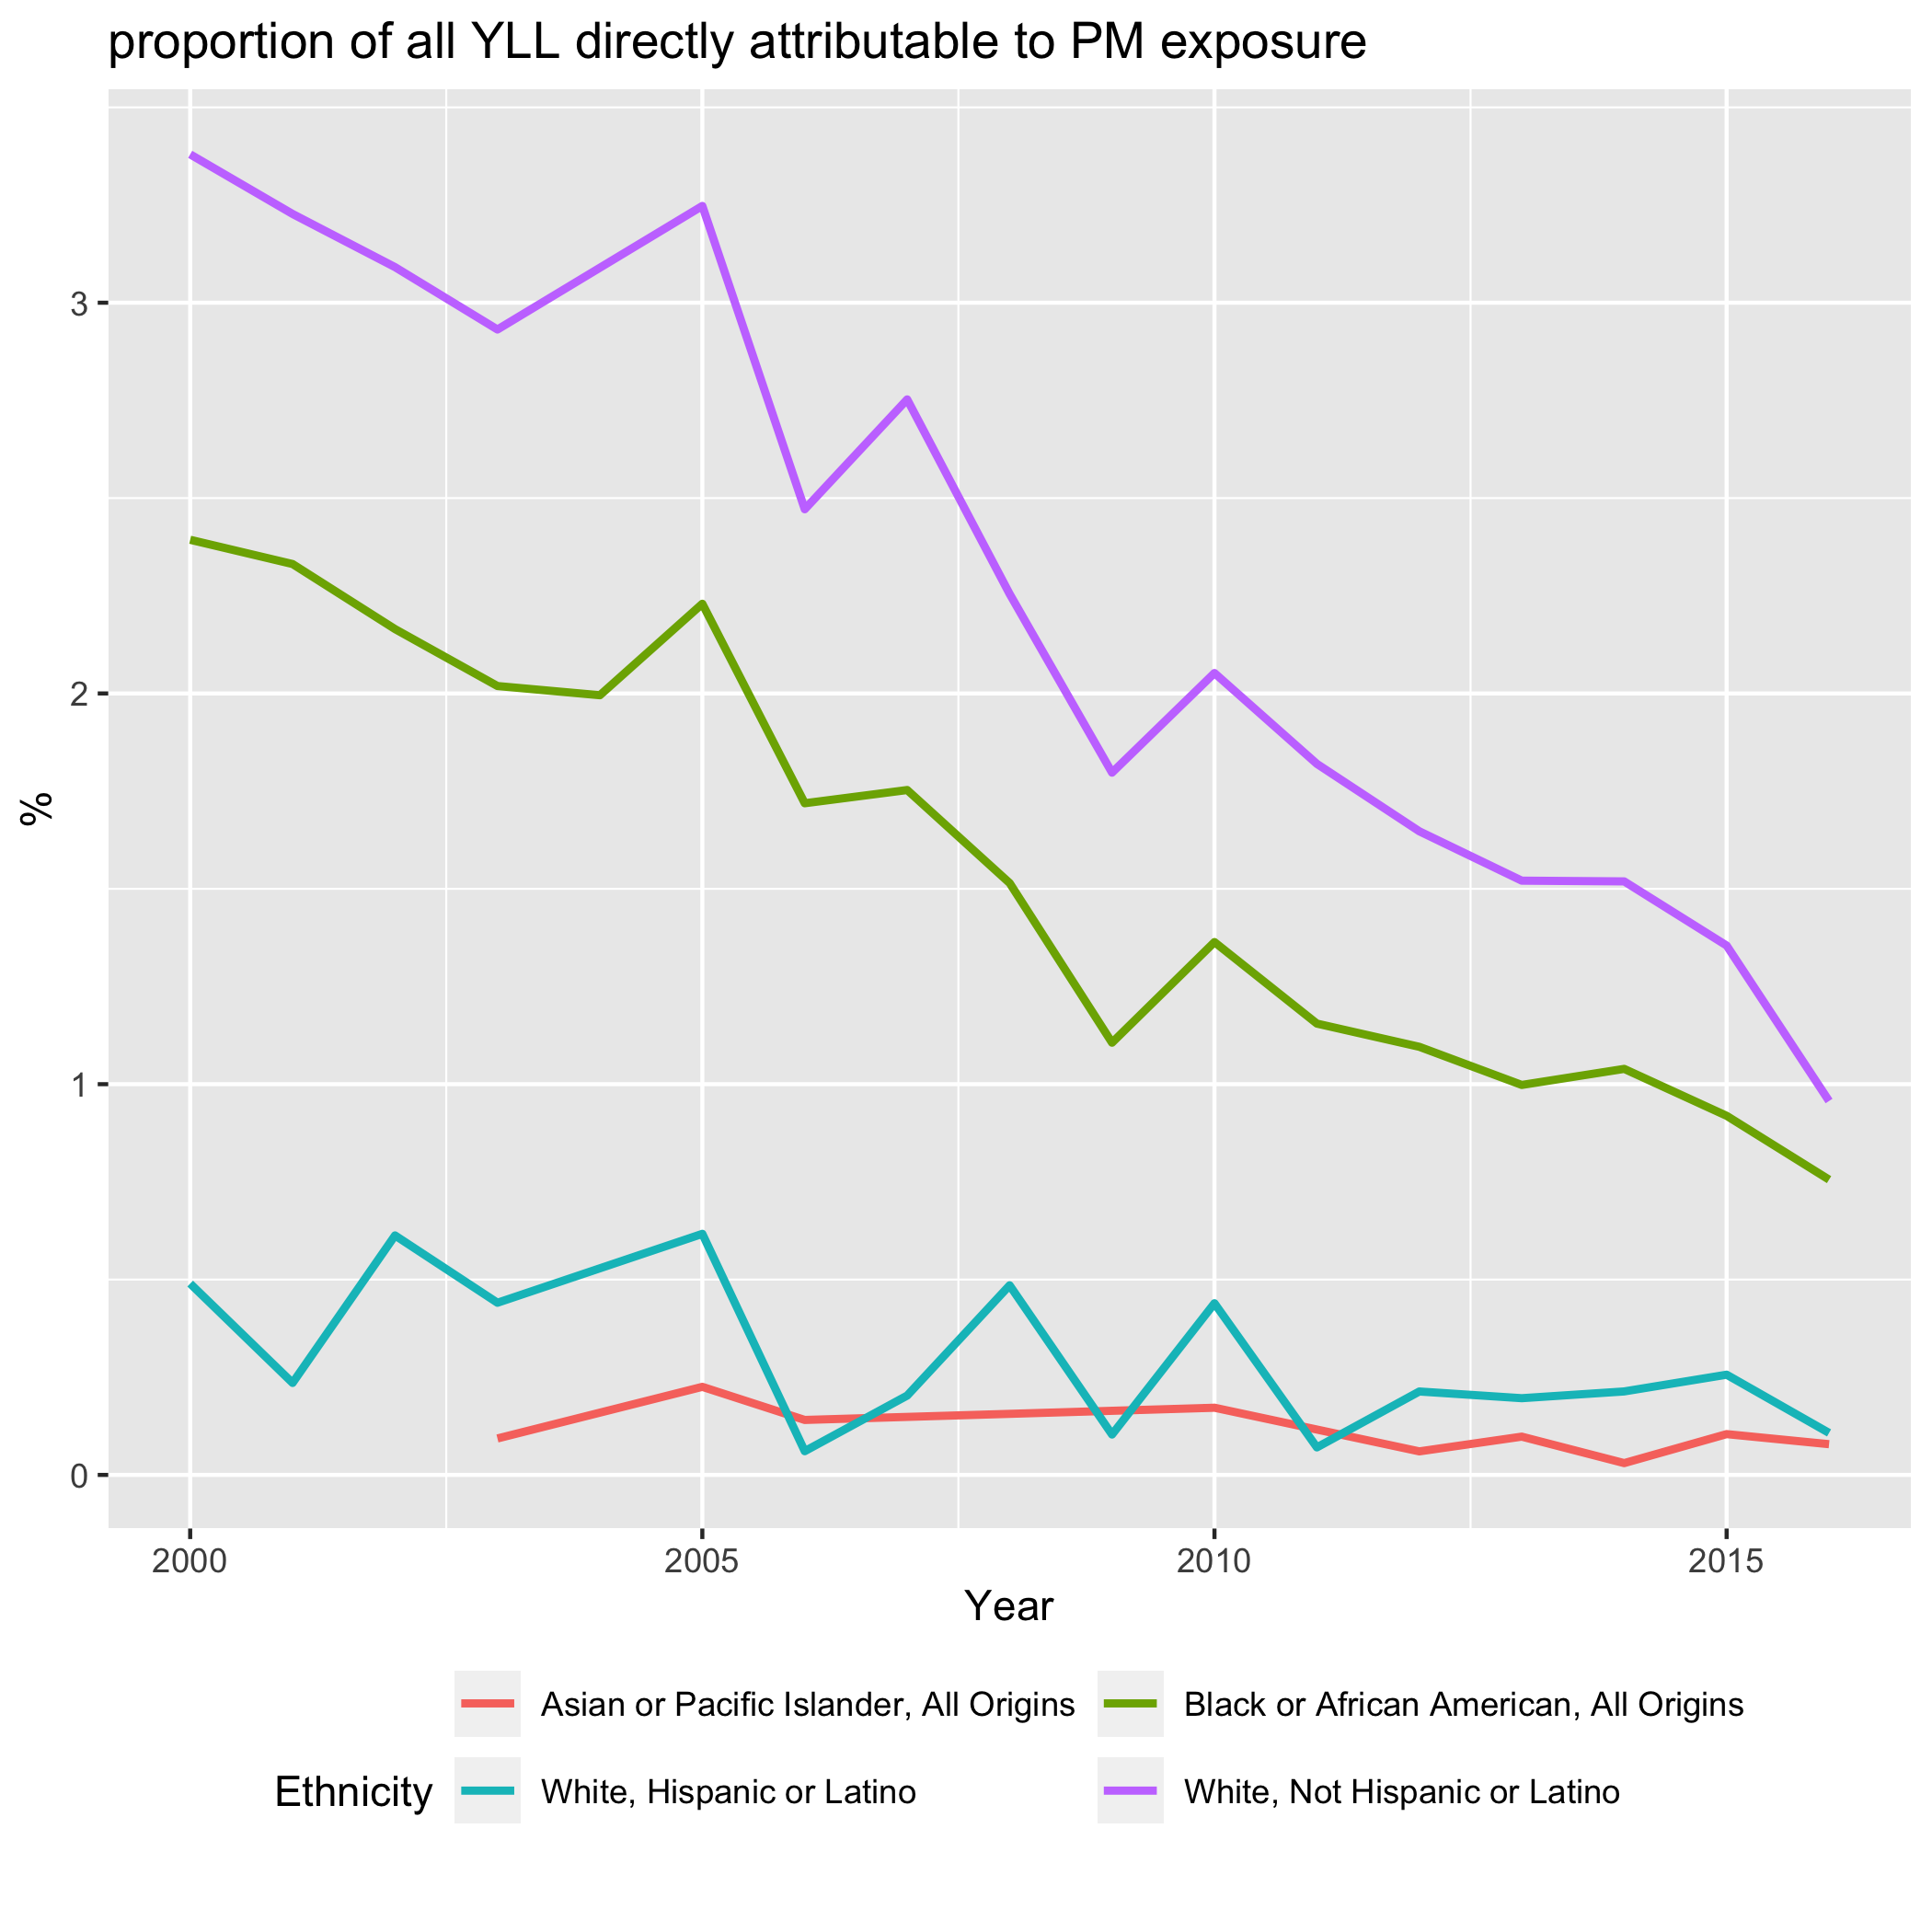 proportion of all YLL directly attributable to PM exposure
3
2
1
0
%
2000 2005 2010 2015
Year
Asian or Pacific Islander, All Origins Black or African American, All Origins
Ethnicity White, Hispanic or Latino White, Not Hispanic or Latino